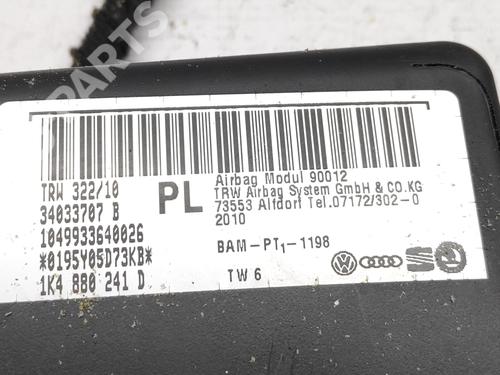 PARTS
TRW 322/10
34033707 B
1049933640026
*0195Y05D73KB*
1K4 880 241 D
PL
Airbag Modul 90012
TRW Airbag System GmbH & CO.KG
73553 Alfdorf Tel.07172/302-0
2010
BAM-PT1-1198
TW 6